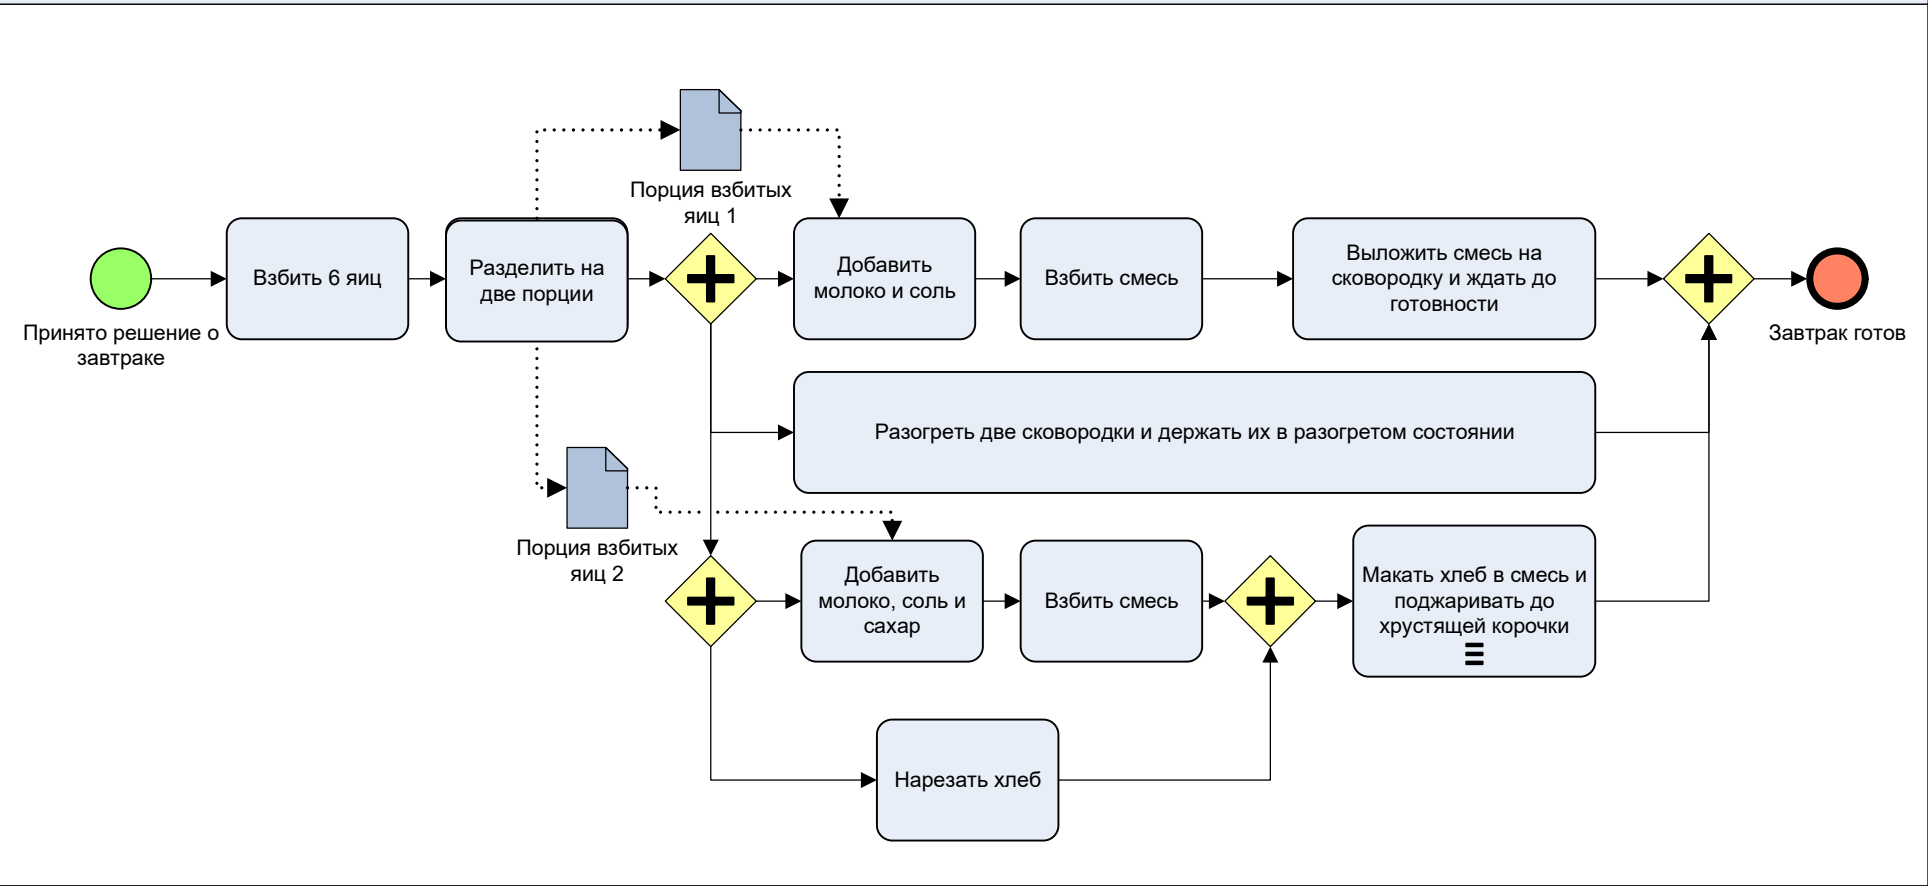 Порция взбитых
яиц 1
Принято решение о
завтраке
Взбить 6 яиц
Разделить на
две порции
Добавить
молоко и соль
Взбить смесь
Выложить смесь на
сковородку и ждать до
готовности
Завтрак готов
Разогреть две сковородки и держать их в разогретом состоянии
Порция взбитых
яиц 2
Добавить
молоко, соль и
сахар
Взбить смесь
Макать хлеб в смесь и
поджаривать до
хрустящей корочки
Нарезать хлеб